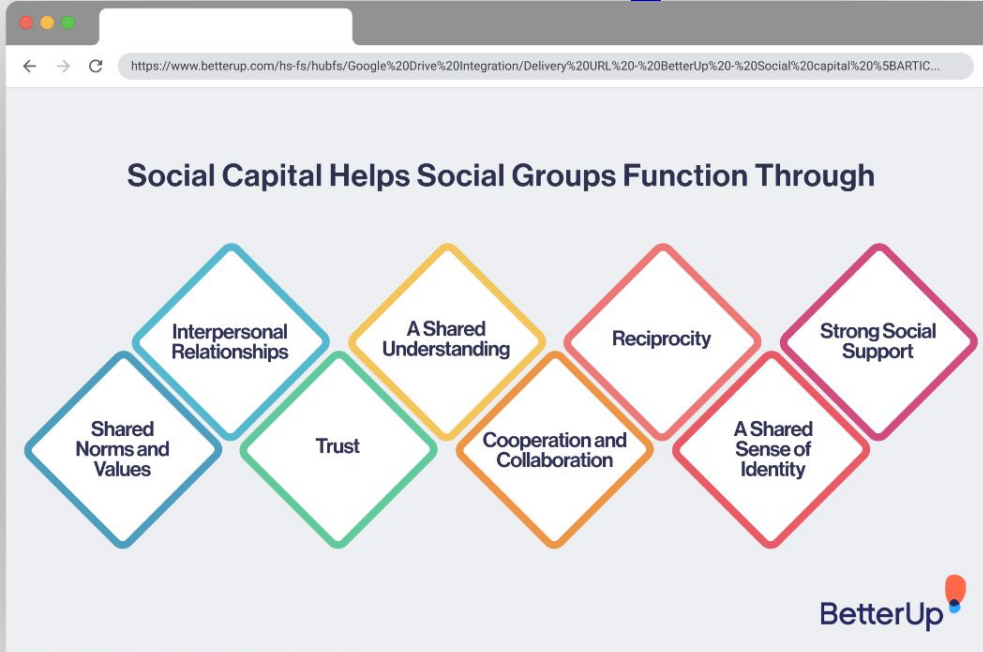 https://www.betterup.com/hs-fs/hubfs/Google%20Drive%20Integration/Delivery%20URL%20-%20BetterUp%20-%20Social%20capital%20%5BARTIC...
Social Capital Helps Social Groups Function Through
Shared
Norms and
Values
Interpersonal
Relationships
Trust
A Shared
Understanding
Cooperation and
Collaboration
Reciprocity
A Shared
Sense of
Identity
Strong Social
Support
BetterUp